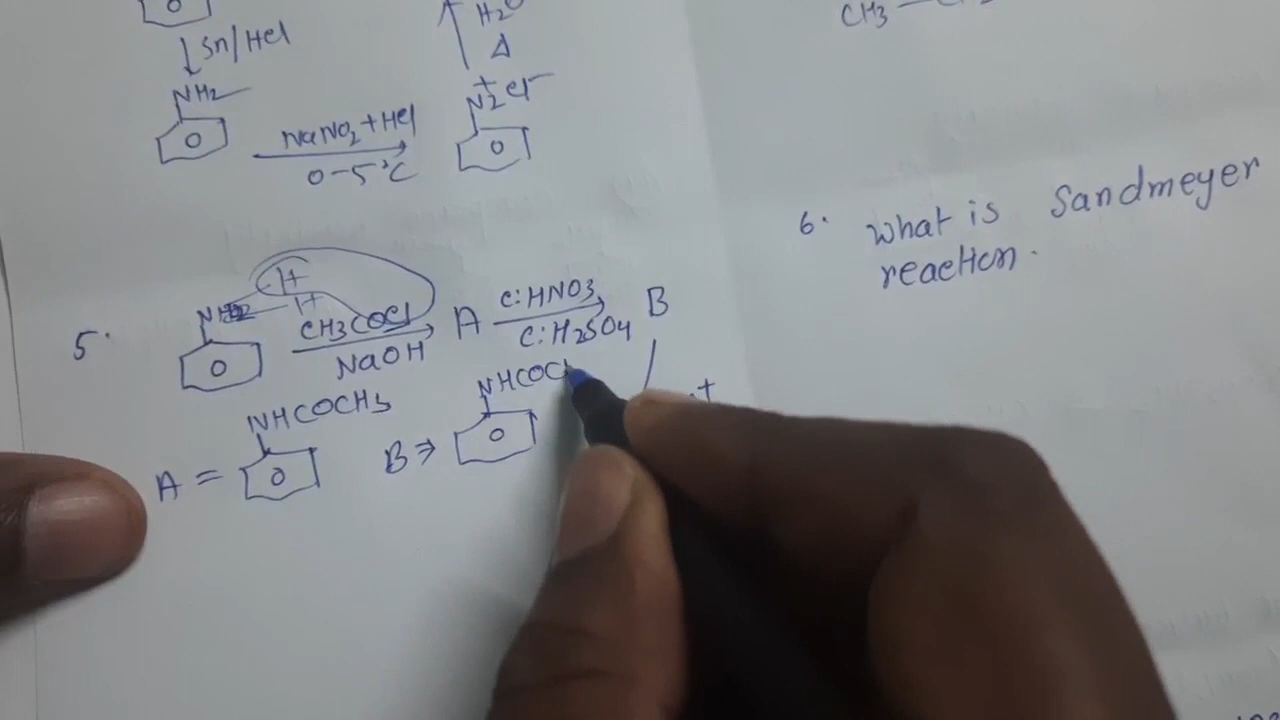 Sn/HCl
H2O
Δ
CH3 – CH2
NH2
N2+ Cl–
NaNO2 + HCl
0–5°C
6. What is Sandmeyer
reaction.
5. NH2 H
H
CH3COCl
NaOH
A
C:HNO3
C:H2SO4
B
NHCOCH3
NHCOC
A =
B ⇒